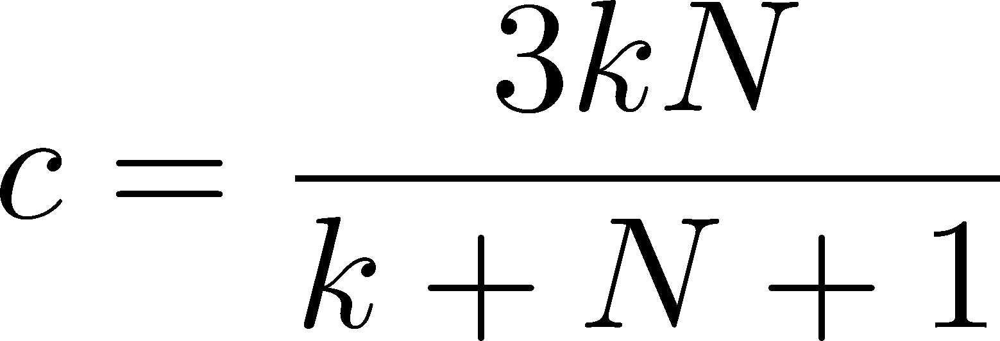 c = \frac{3kN}{k + N + 1}